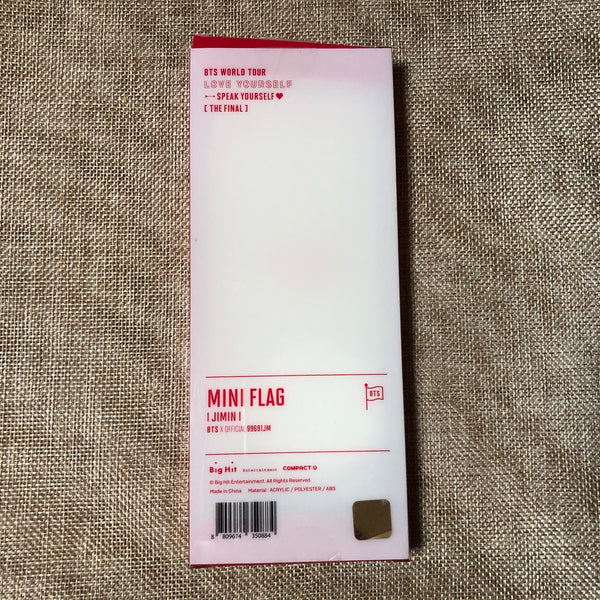 BTS WORLD TOUR
LOVE YOURSELF
SPEAK YOURSELF
[ THE FINAL ]
MINI FLAG
BTS
| JIMIN |
BTS X OFFICIAL 99691JM
Big Hit Entertainment COMPACT D
© Big Hit Entertainment. All Rights Reserved.
Made in China Material : ACRYLIC / POLYESTER / ABS
8 809674 350884